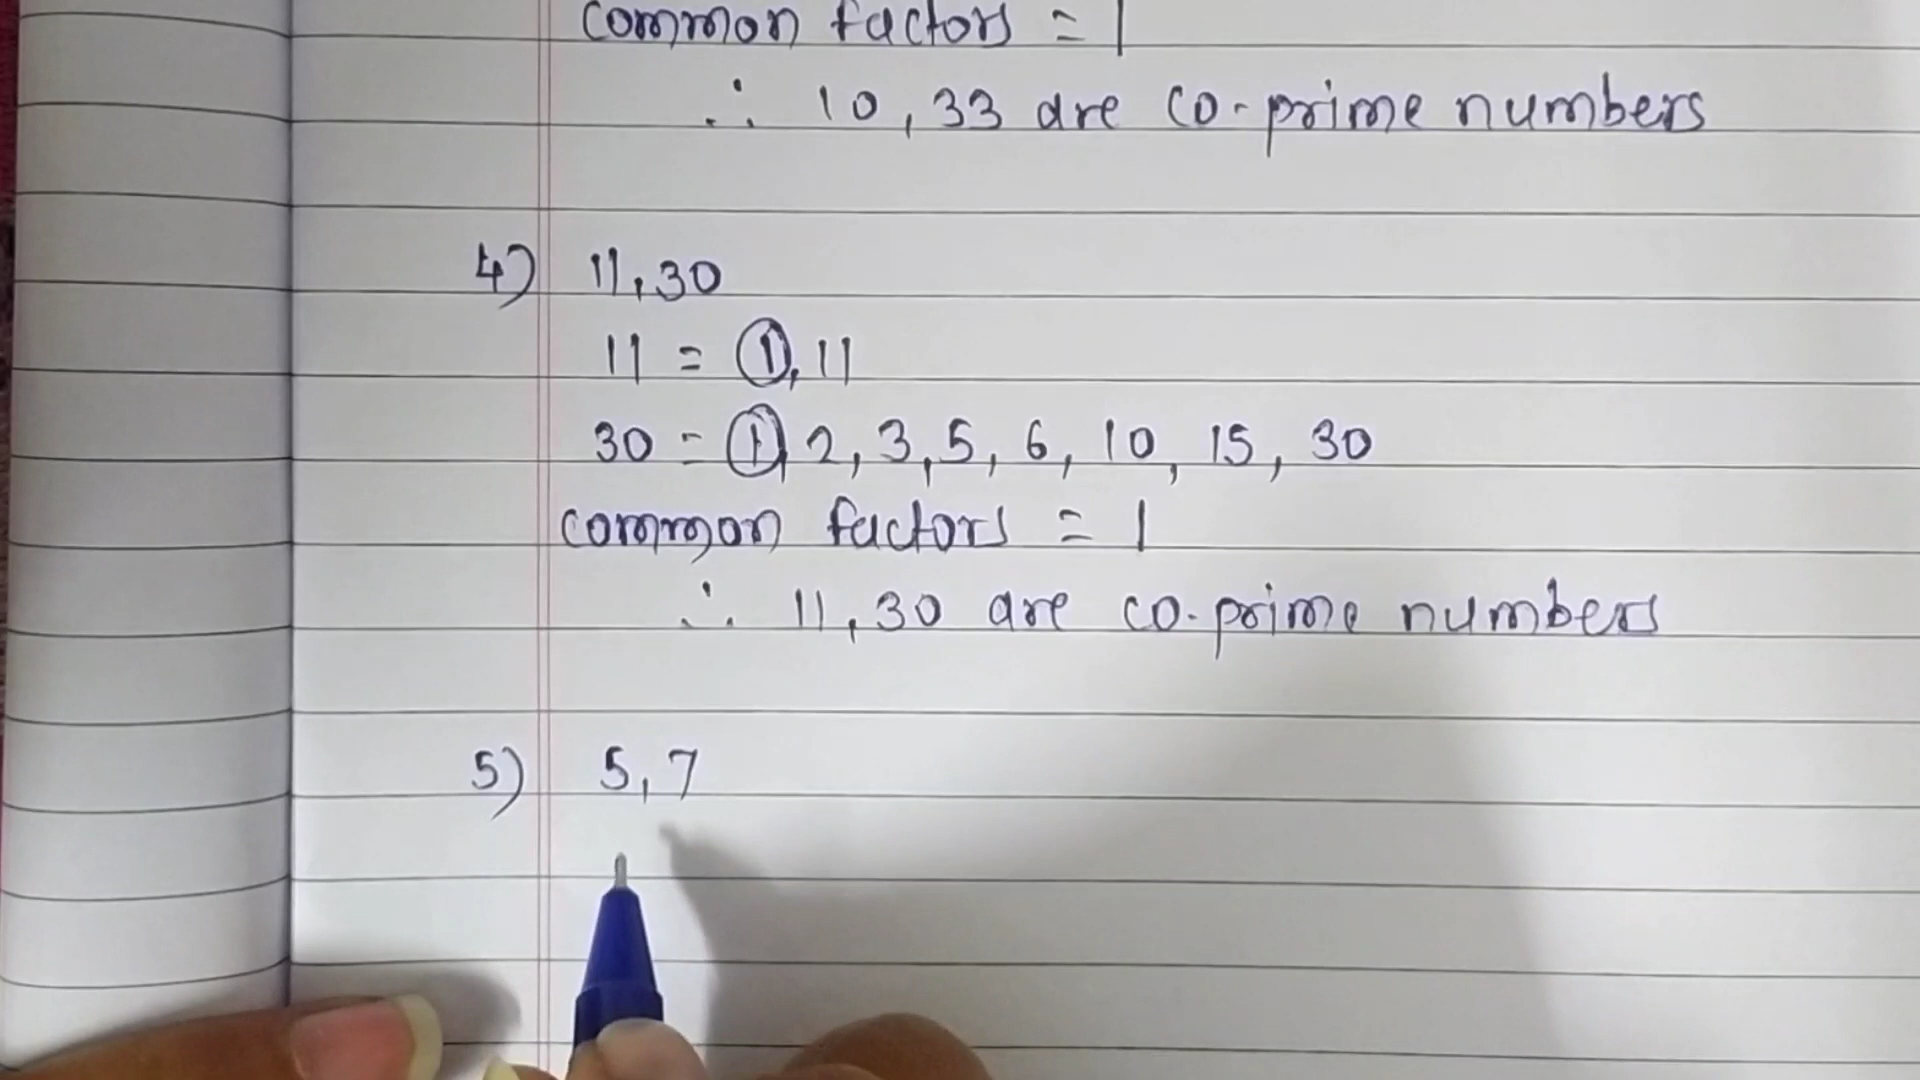 common factors = 1
∴ 10, 33 are co-prime numbers
4) 11, 30
11 = 1, 11
30 = 1, 2, 3, 5, 6, 10, 15, 30
common factors = 1
∴ 11, 30 are co-prime numbers
5) 5, 7